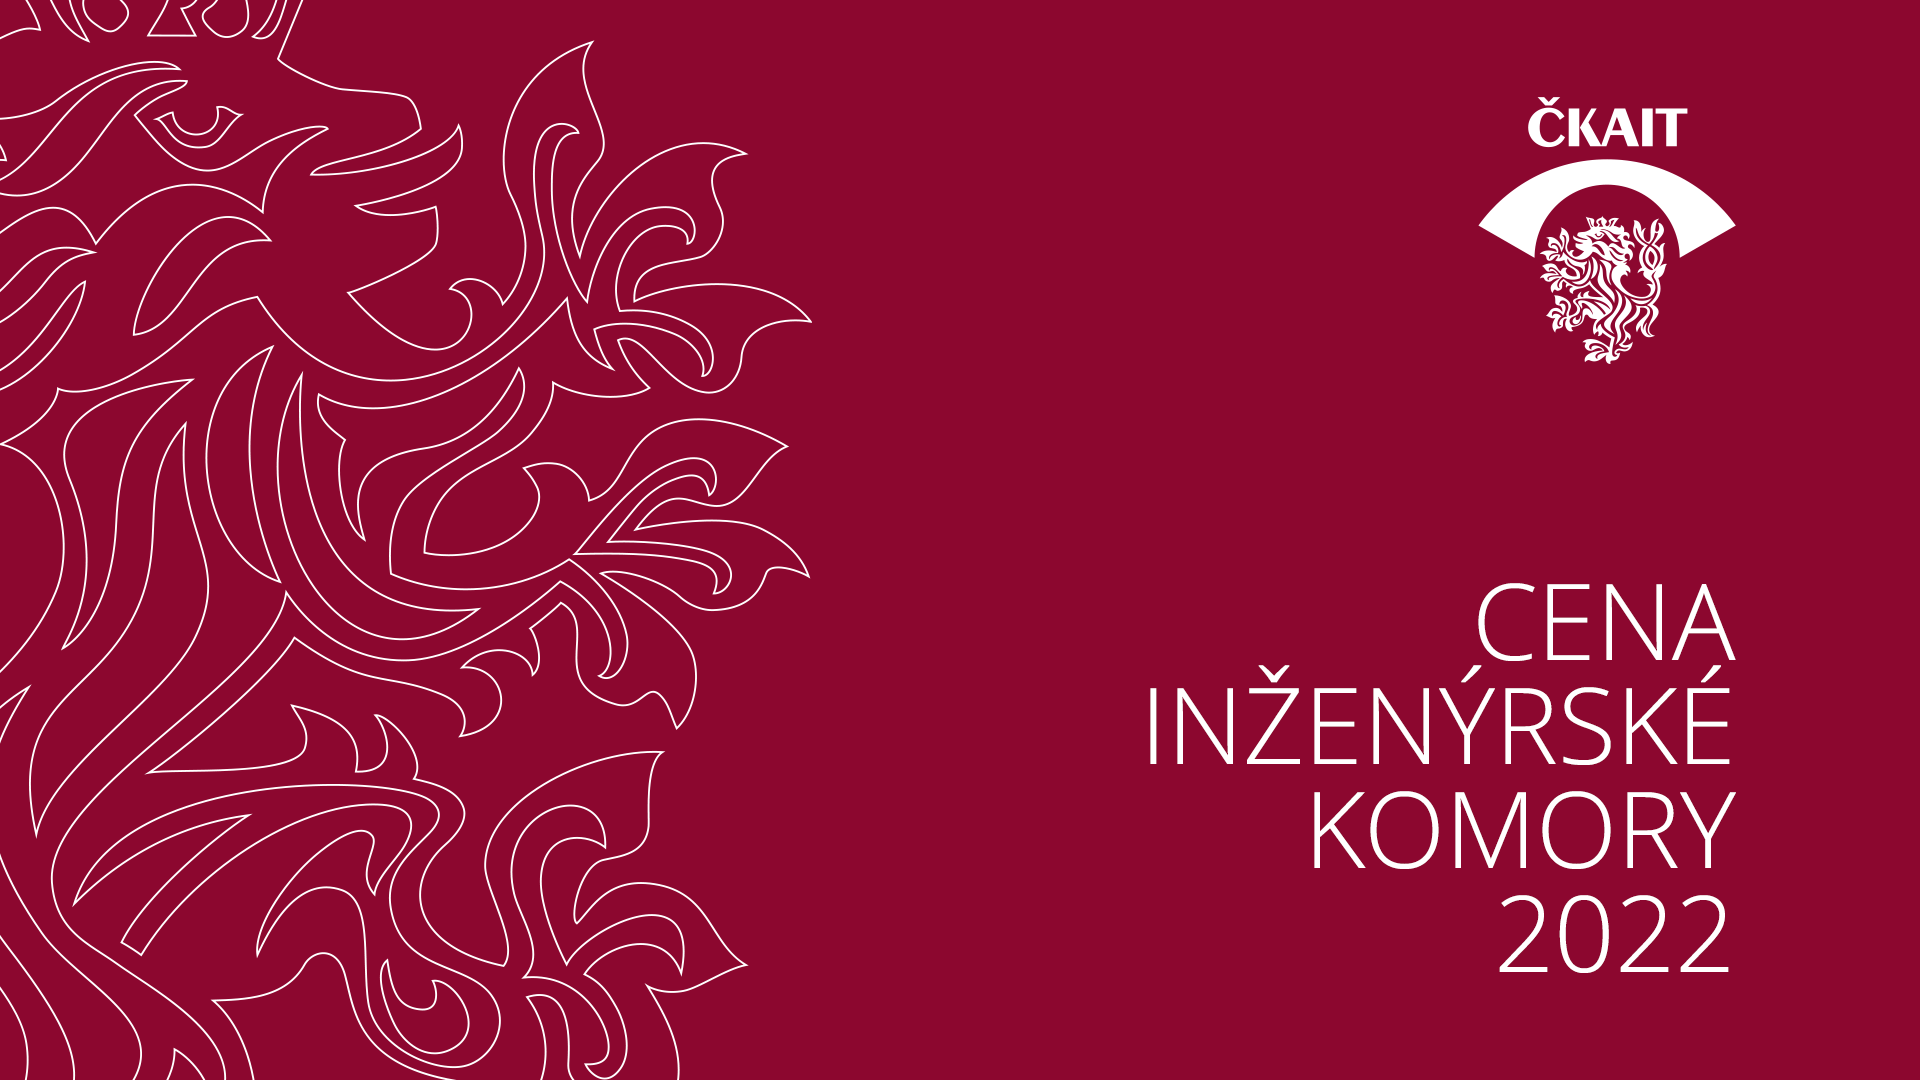 ČKAIT
CENA
INŽENÝRSKÉ
KOMORY
2022